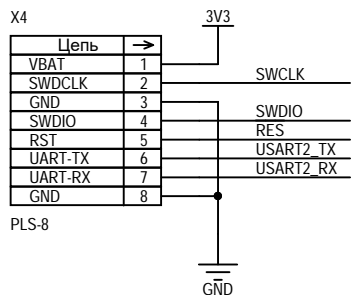 X4
3V3
Цепь →
VBAT 1
SWDCLK 2 SWCLK
GND 3
SWDIO 4 SWDIO
RST 5 RES
UART-TX 6 USART2_TX
UART-RX 7 USART2_RX
GND 8
PLS-8
GND